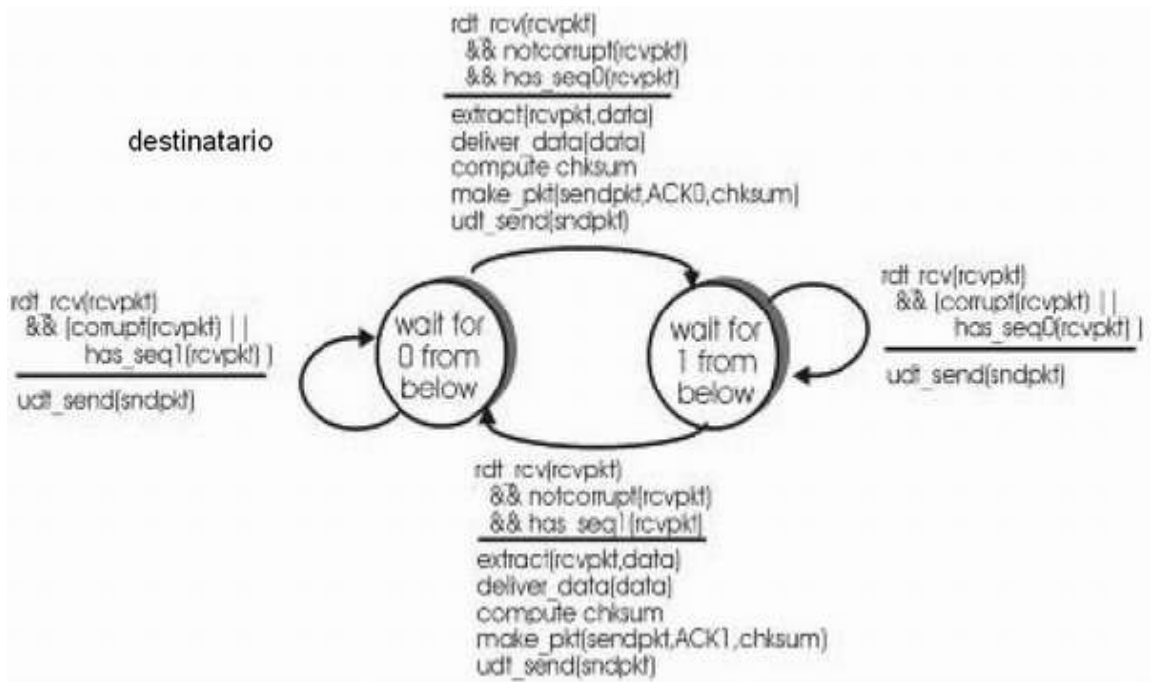 rdt_rcv(rcvpkt)
&& notcorrupt(rcvpkt)
&& has_seq0(rcvpkt)
extract(rcvpkt,data)
deliver_data(data)
compute chksum
make_pkt(sendpkt,ACK0,chksum)
udt_send(sndpkt)
destinatario
rdt_rcv(rcvpkt)
&& (corrupt(rcvpkt) ||
has_seq1(rcvpkt))
udt_send(sndpkt)
wait for
0 from
below
wait for
1 from
below
rdt_rcv(rcvpkt)
&& (corrupt(rcvpkt) ||
has_seq0(rcvpkt))
udt_send(sndpkt)
rdt_rcv(rcvpkt)
&& notcorrupt(rcvpkt)
&& has_seq1(rcvpkt)
extract(rcvpkt,data)
deliver_data(data)
compute chksum
make_pkt(sendpkt,ACK1,chksum)
udt_send(sndpkt)